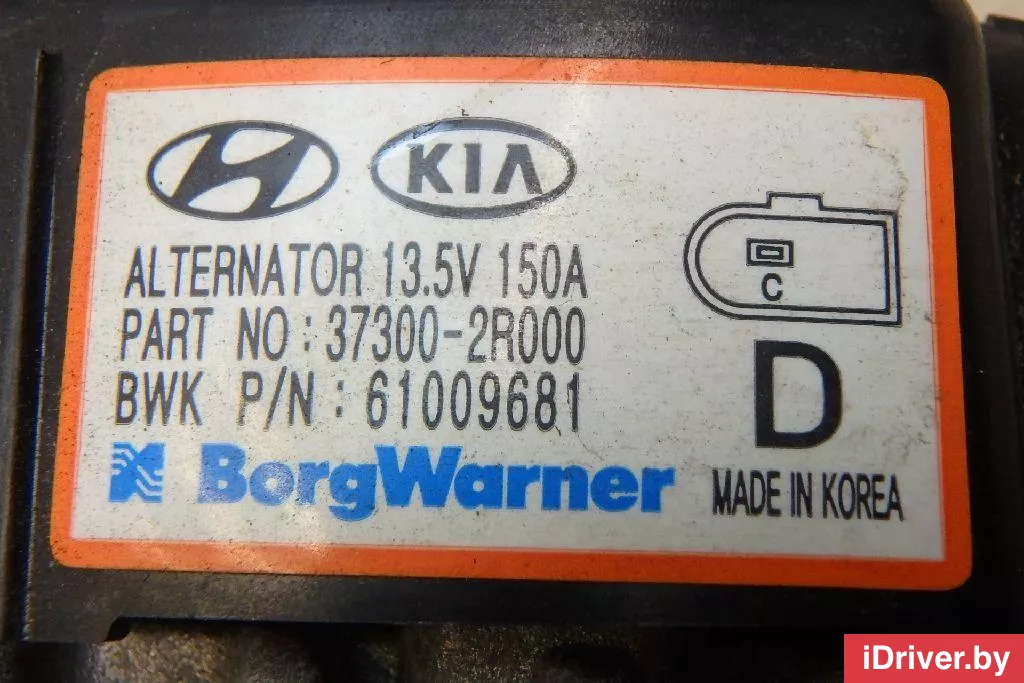 KIA
ALTERNATOR 13.5V 150A
PART NO : 37300-2R000
BWK P/N : 61009681
BorgWarner
C
D
MADE IN KOREA
iDriver.by